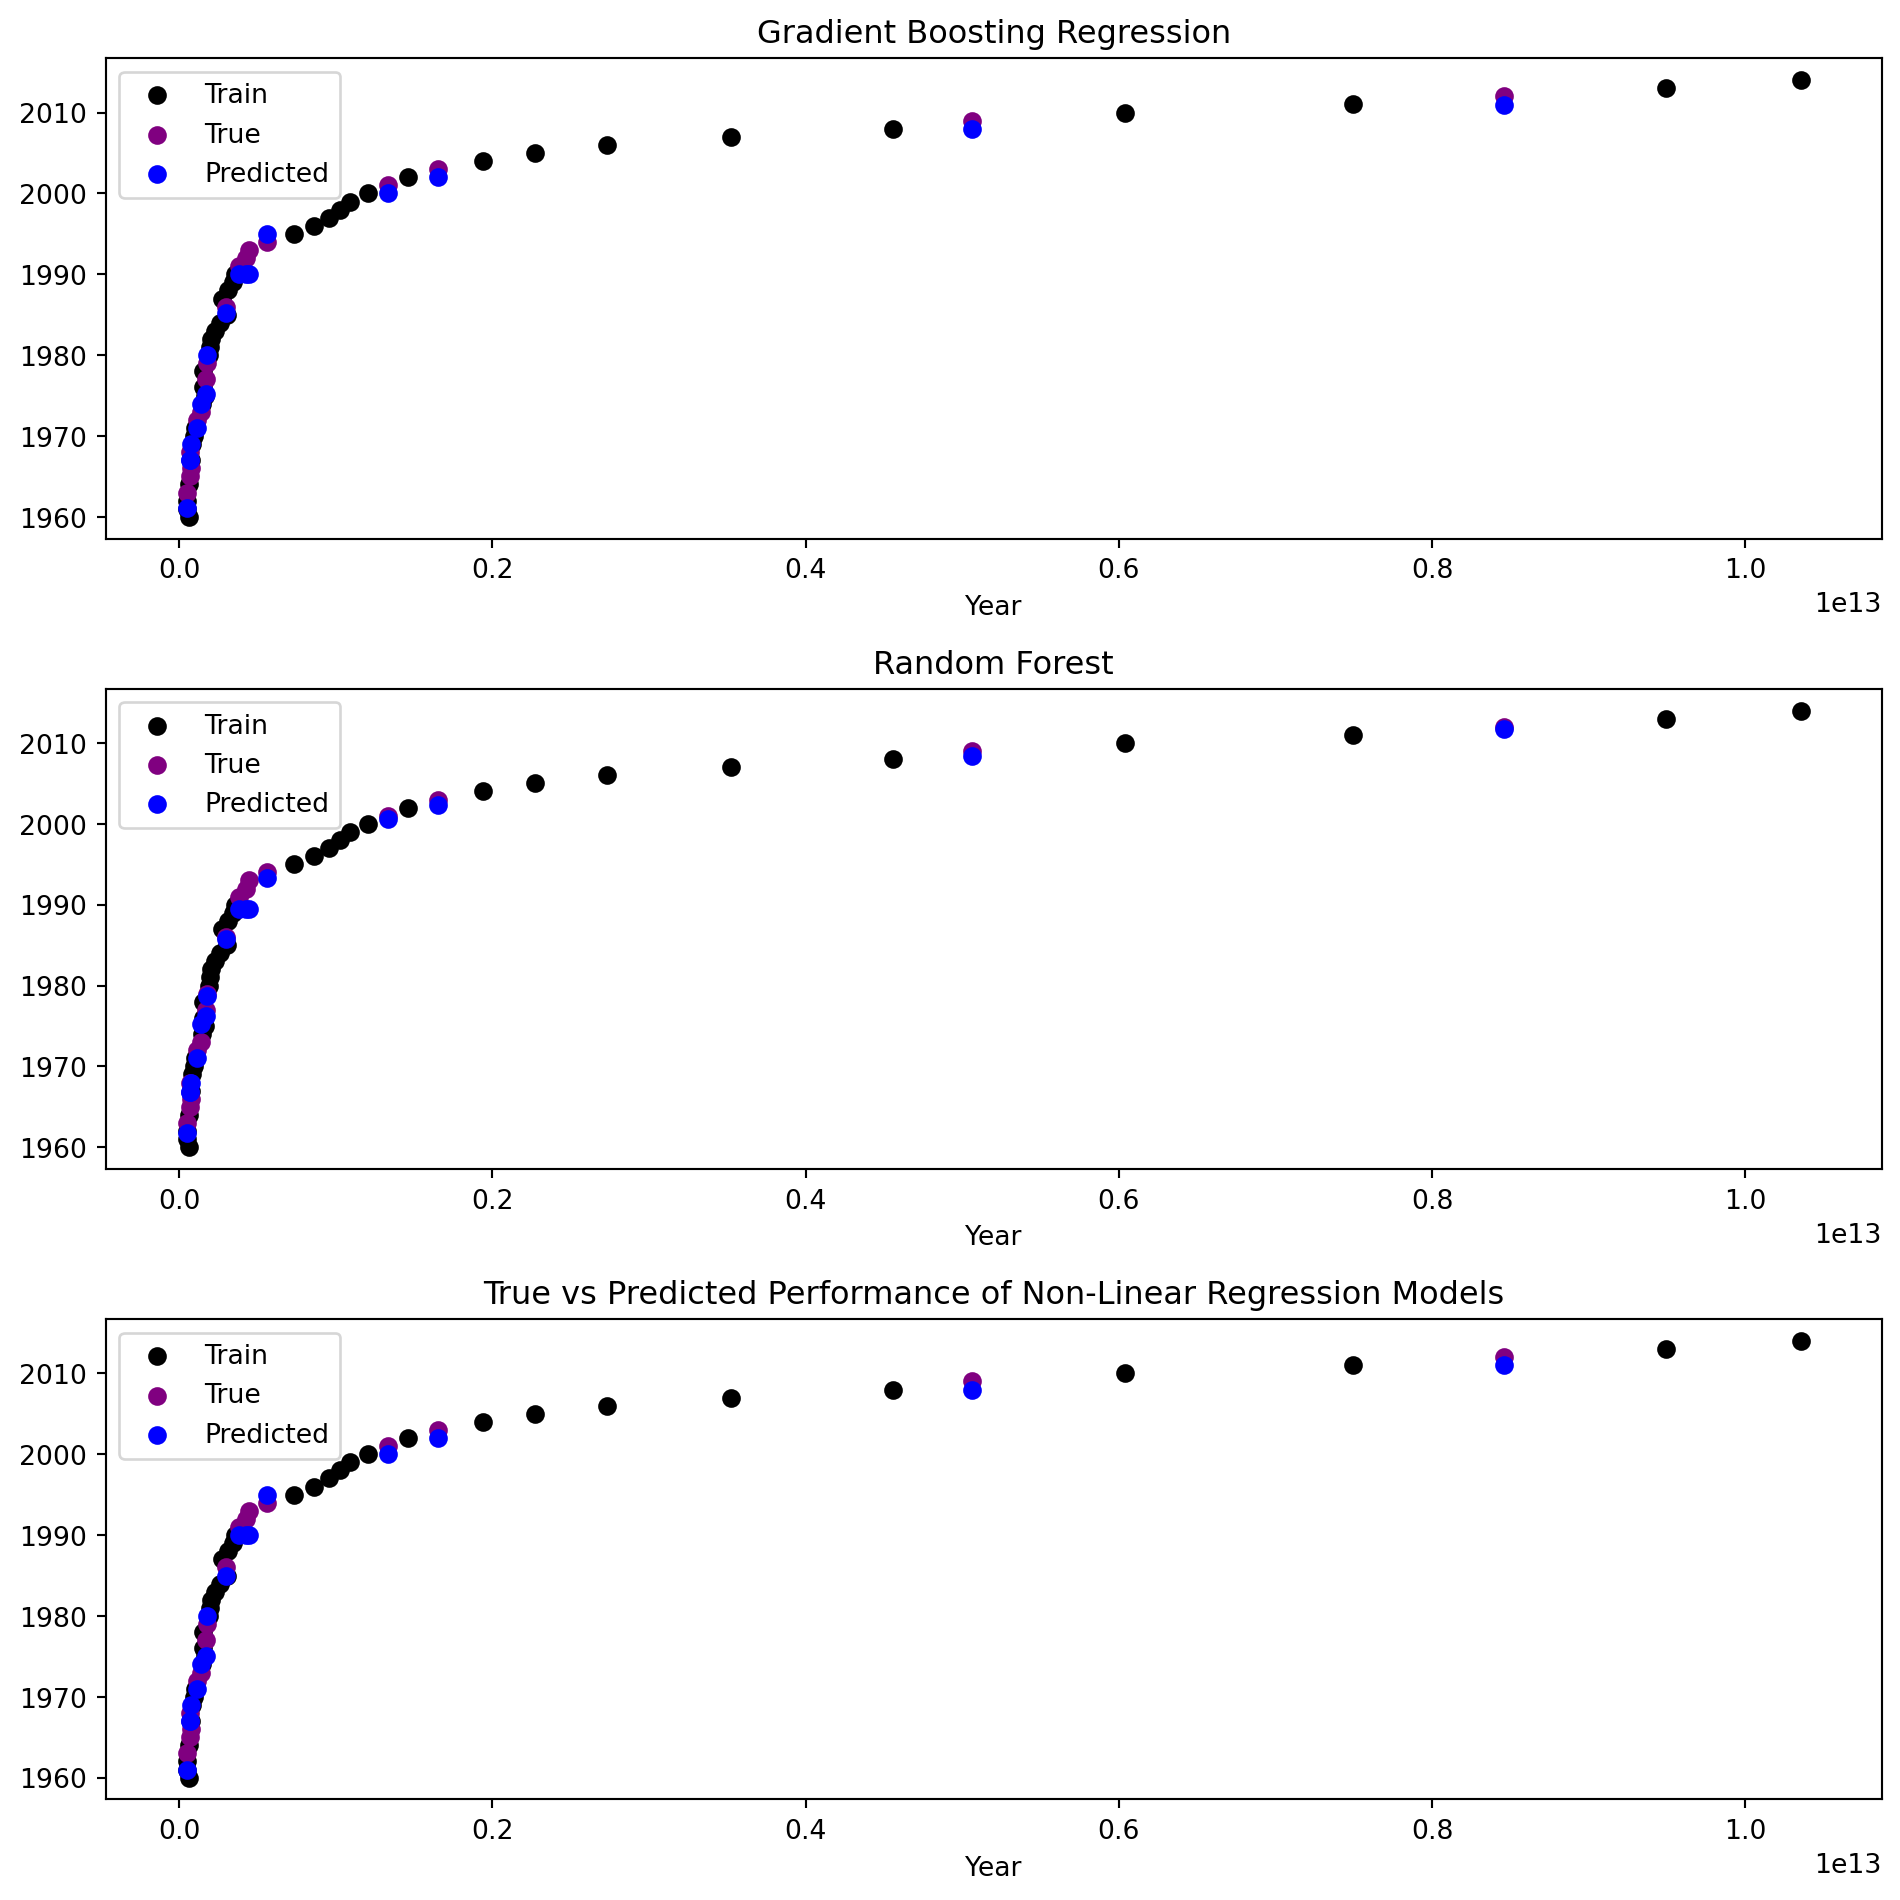 Gradient Boosting Regression
Train
True
Predicted
2010
2000
1990
1980
1970
1960
0.0 0.2 0.4 0.6 0.8 1.0
Year
1e13
Random Forest
Train
True
Predicted
2010
2000
1990
1980
1970
1960
0.0 0.2 0.4 0.6 0.8 1.0
Year
1e13
True vs Predicted Performance of Non-Linear Regression Models
Train
True
Predicted
2010
2000
1990
1980
1970
1960
0.0 0.2 0.4 0.6 0.8 1.0
Year
1e13